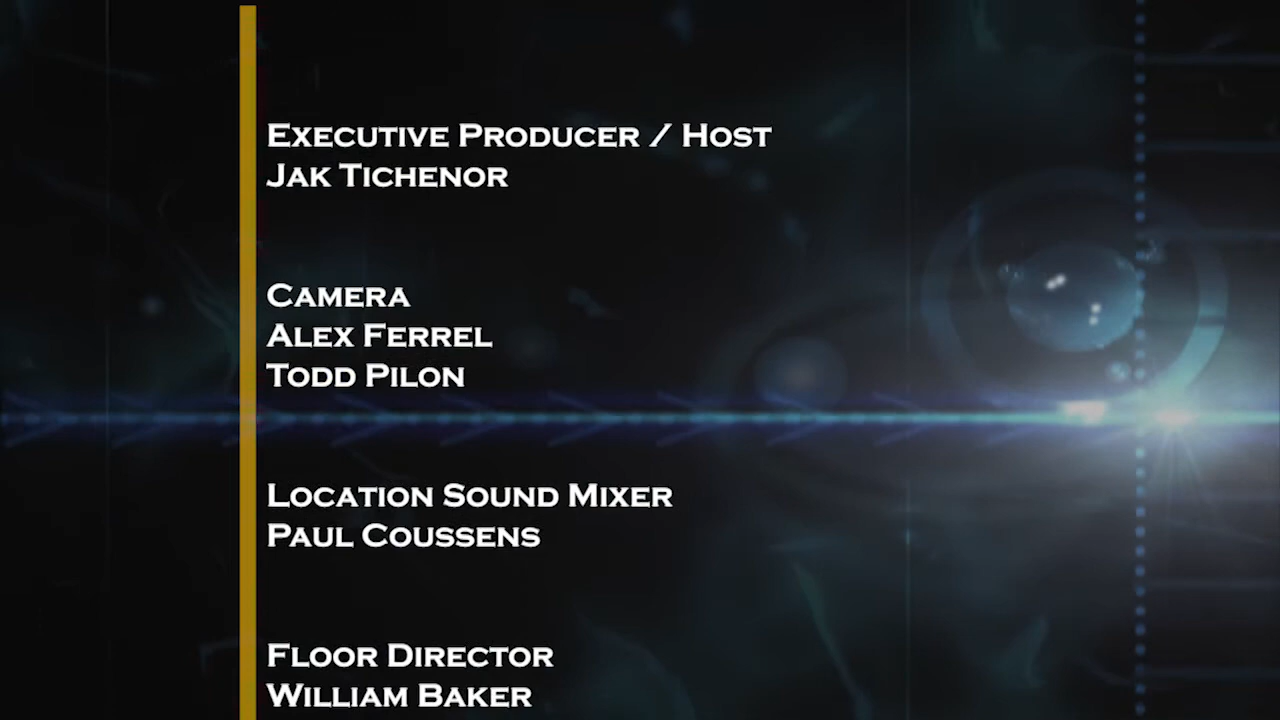 Executive Producer / Host
Jak Tichenor
Camera
Alex Ferrel
Todd Pilon
Location Sound Mixer
Paul Coussens
Floor Director
William Baker